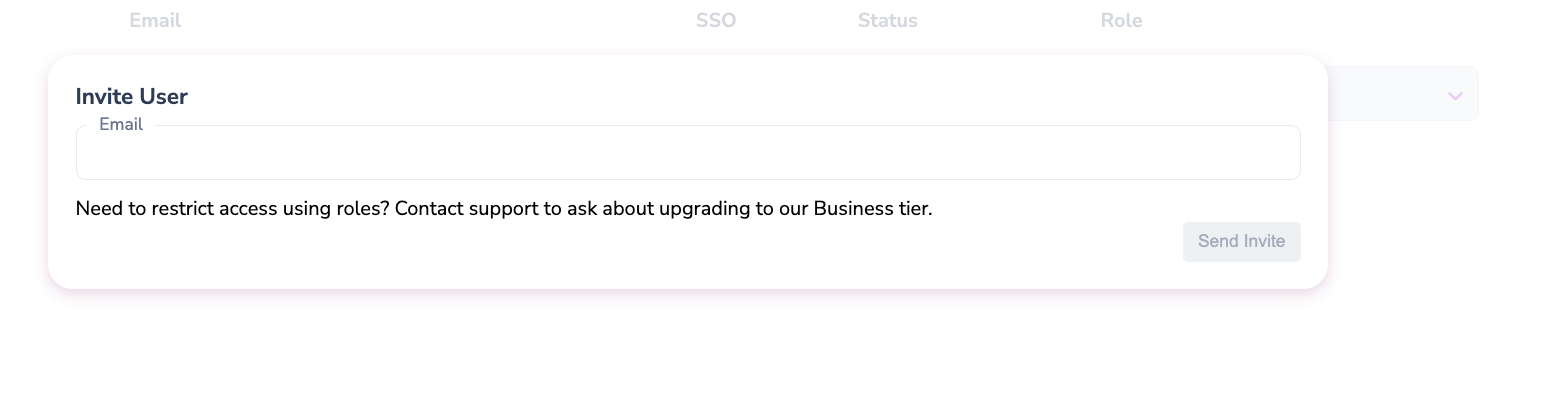 Email SSO Status Role
Invite User
Email
Need to restrict access using roles? Contact support to ask about upgrading to our Business tier.
Send Invite